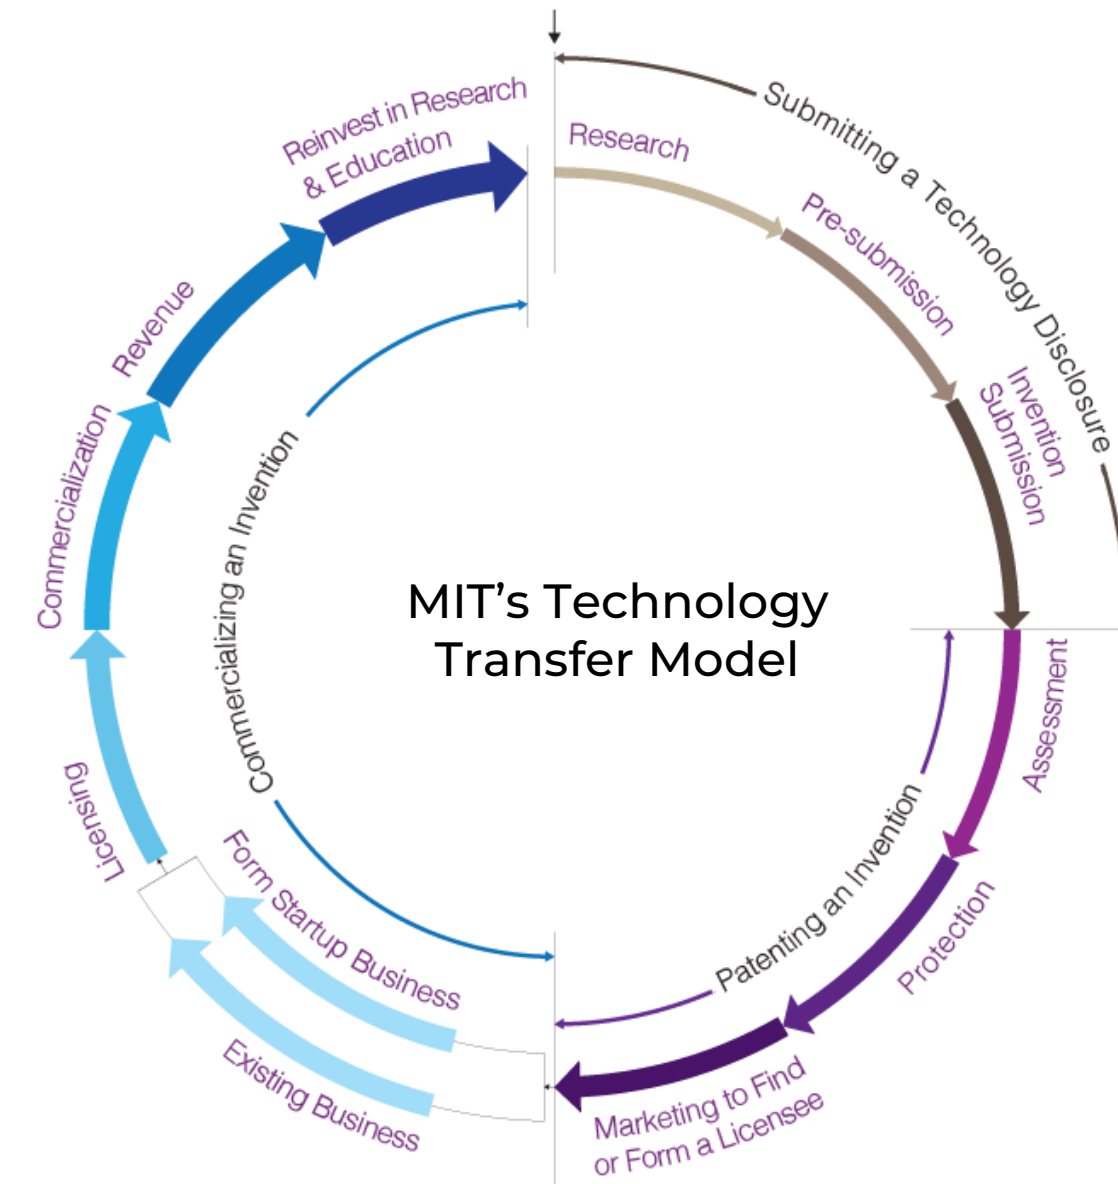 Submitting a Technology Disclosure
Research
Pre-submission
Invention
Submission
Assessment
Protection
Patenting an Invention
Marketing to Find
or Form a Licensee
Existing Business
Form Startup Business
Licensing
Commercializing an Invention
Commercialization
Revenue
Reinvest in Research
& Education
MIT’s Technology
Transfer Model